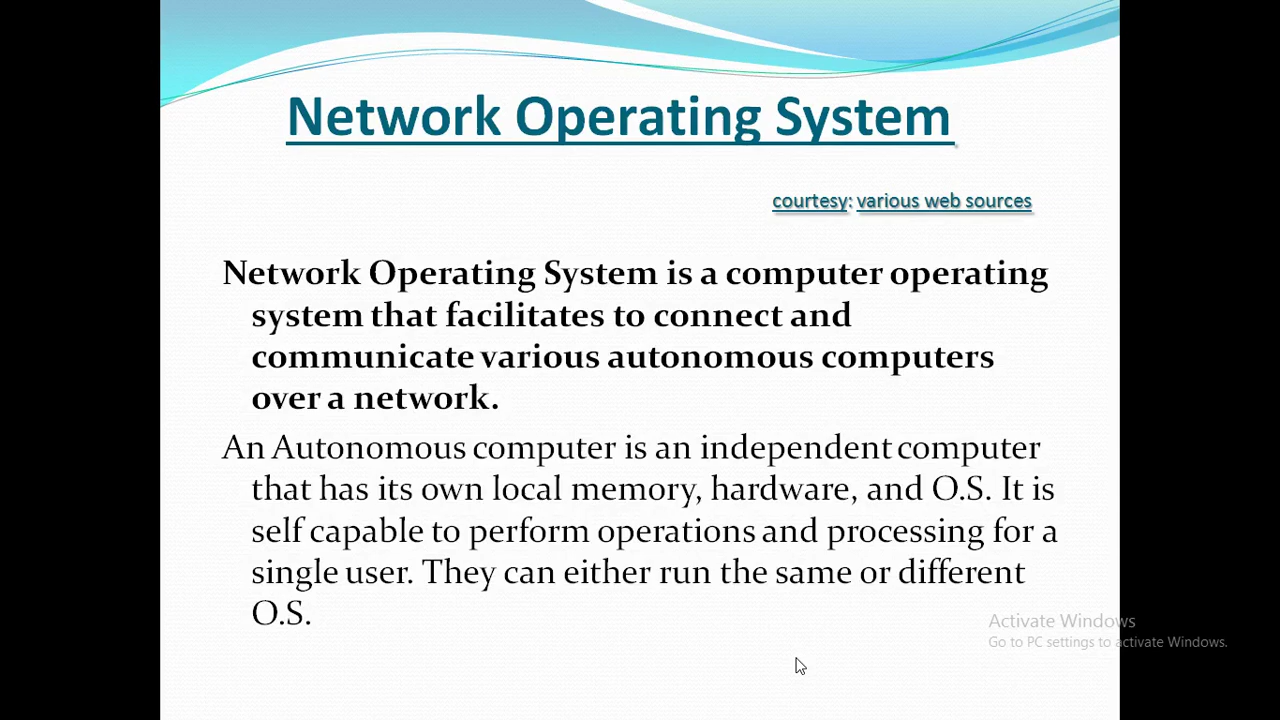 Network Operating System
courtesy: various web sources
Network Operating System is a computer operating
system that facilitates to connect and
communicate various autonomous computers
over a network.
An Autonomous computer is an independent computer
that has its own local memory, hardware, and O.S. It is
self capable to perform operations and processing for a
single user. They can either run the same or different
O.S.
Activate Windows
Go to PC settings to activate Windows.